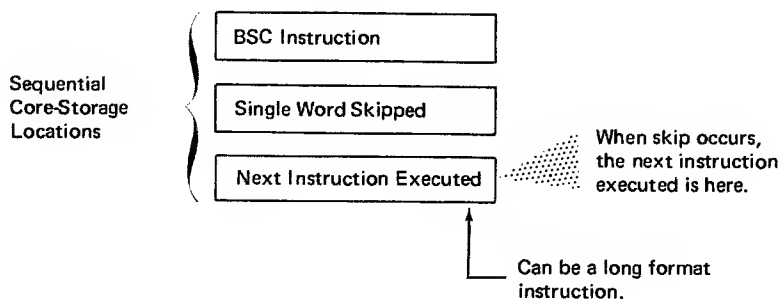 BSC Instruction
Sequential
Core-Storage
Locations
Single Word Skipped
Next Instruction Executed
When skip occurs,
the next instruction
executed is here.
Can be a long format
instruction.